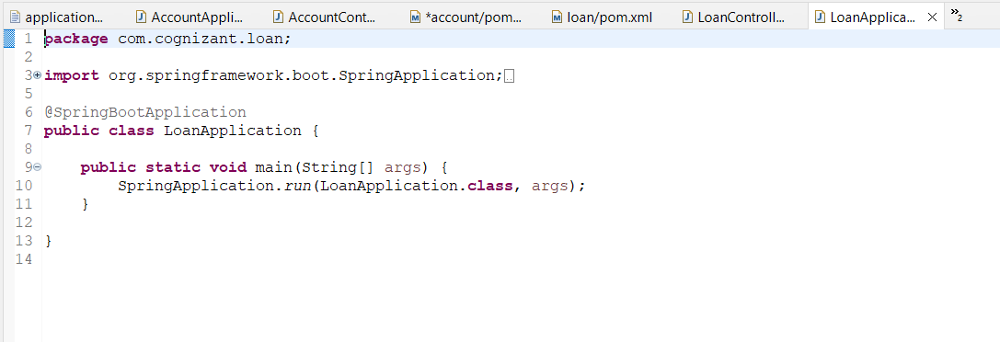 application... AccountAppli... AccountCont... *account/pom... loan/pom.xml LoanControll... LoanApplica... »2
1 package com.cognizant.loan;
2
3 import org.springframework.boot.SpringApplication;
5
6 @SpringBootApplication
7 public class LoanApplication {
8
9 public static void main(String[] args) {
10 SpringApplication.run(LoanApplication.class, args);
11 }
12
13 }
14